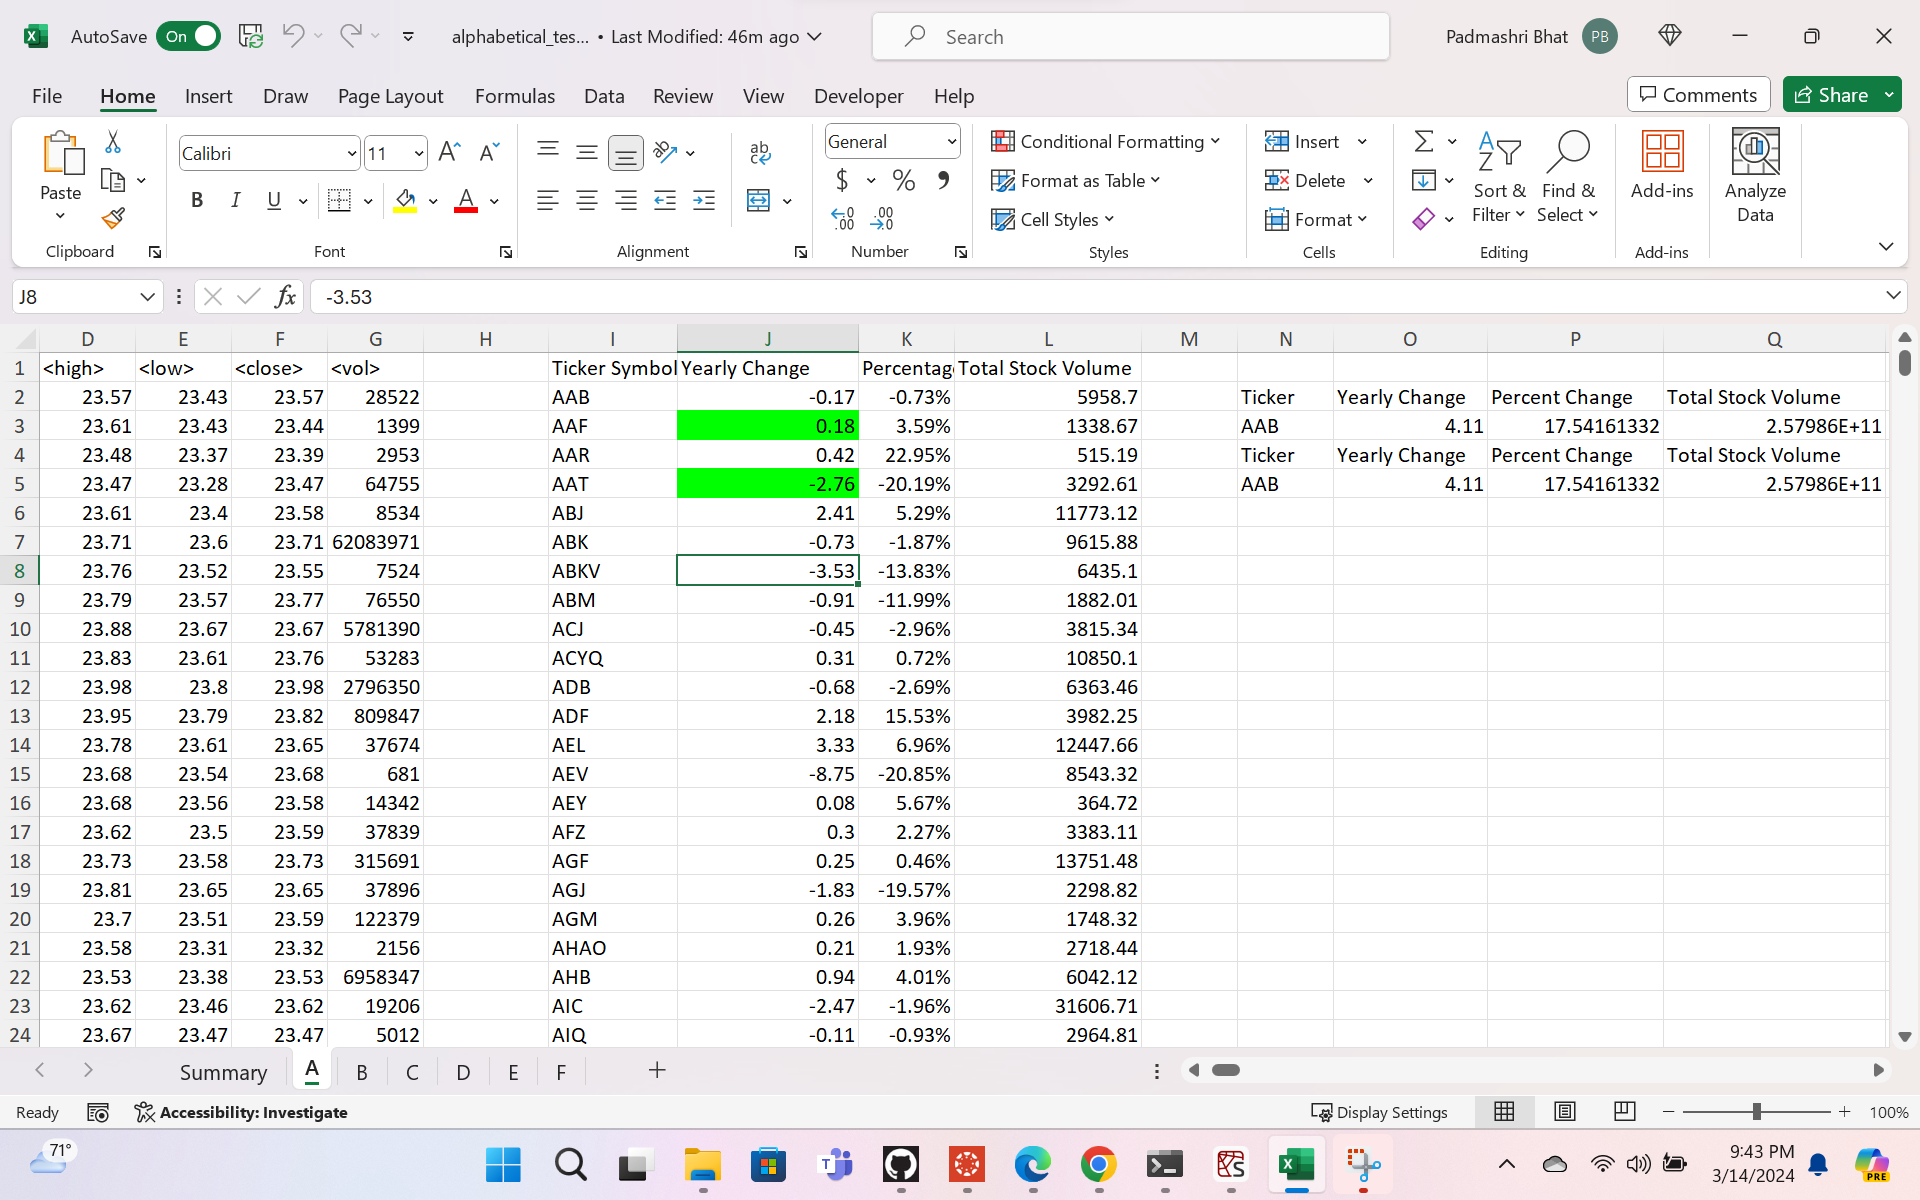 AutoSave On alphabetical_tes... • Last Modified: 46m ago Search Padmashri Bhat PB
File Home Insert Draw Page Layout Formulas Data Review View Developer Help Comments Share
Paste Calibri 11 General Conditional Formatting Insert
Format as Table Delete Sort & Filter Find & Select Add-ins Analyze Data
B I U $ % , Cell Styles Format
Clipboard Font Alignment Number Styles Cells Editing Add-ins
J8 fx -3.53
D E F G H I J K L M N O P Q
1 <high> <low> <close> <vol> Ticker Symbol Yearly Change Percentag Total Stock Volume
2 23.57 23.43 23.57 28522 AAB -0.17 -0.73% 5958.7 Ticker Yearly Change Percent Change Total Stock Volume
3 23.61 23.43 23.44 1399 AAF 0.18 3.59% 1338.67 AAB 4.11 17.54161332 2.57986E+11
4 23.48 23.37 23.39 2953 AAR 0.42 22.95% 515.19 Ticker Yearly Change Percent Change Total Stock Volume
5 23.47 23.28 23.47 64755 AAT -2.76 -20.19% 3292.61 AAB 4.11 17.54161332 2.57986E+11
6 23.61 23.4 23.58 8534 ABJ 2.41 5.29% 11773.12
7 23.71 23.6 23.71 62083971 ABK -0.73 -1.87% 9615.88
8 23.76 23.52 23.55 7524 ABKV -3.53 -13.83% 6435.1
9 23.79 23.57 23.77 76550 ABM -0.91 -11.99% 1882.01
10 23.88 23.67 23.67 5781390 ACJ -0.45 -2.96% 3815.34
11 23.83 23.61 23.76 53283 ACYQ 0.31 0.72% 10850.1
12 23.98 23.8 23.98 2796350 ADB -0.68 -2.69% 6363.46
13 23.95 23.79 23.82 809847 ADF 2.18 15.53% 3982.25
14 23.78 23.61 23.65 37674 AEL 3.33 6.96% 12447.66
15 23.68 23.54 23.68 681 AEV -8.75 -20.85% 8543.32
16 23.68 23.56 23.58 14342 AEY 0.08 5.67% 364.72
17 23.62 23.5 23.59 37839 AFZ 0.3 2.27% 3383.11
18 23.73 23.58 23.73 315691 AGF 0.25 0.46% 13751.48
19 23.81 23.65 23.65 37896 AGJ -1.83 -19.57% 2298.82
20 23.7 23.51 23.59 122379 AGM 0.26 3.96% 1748.32
21 23.58 23.31 23.32 2156 AHAO 0.21 1.93% 2718.44
22 23.53 23.38 23.53 6958347 AHB 0.94 4.01% 6042.12
23 23.62 23.46 23.62 19206 AIC -2.47 -1.96% 31606.71
24 23.67 23.47 23.47 5012 AIQ -0.11 -0.93% 2964.81
Summary A B C D E F
Ready Accessibility: Investigate Display Settings 100%
71° 9:43 PM
3/14/2024 PRE